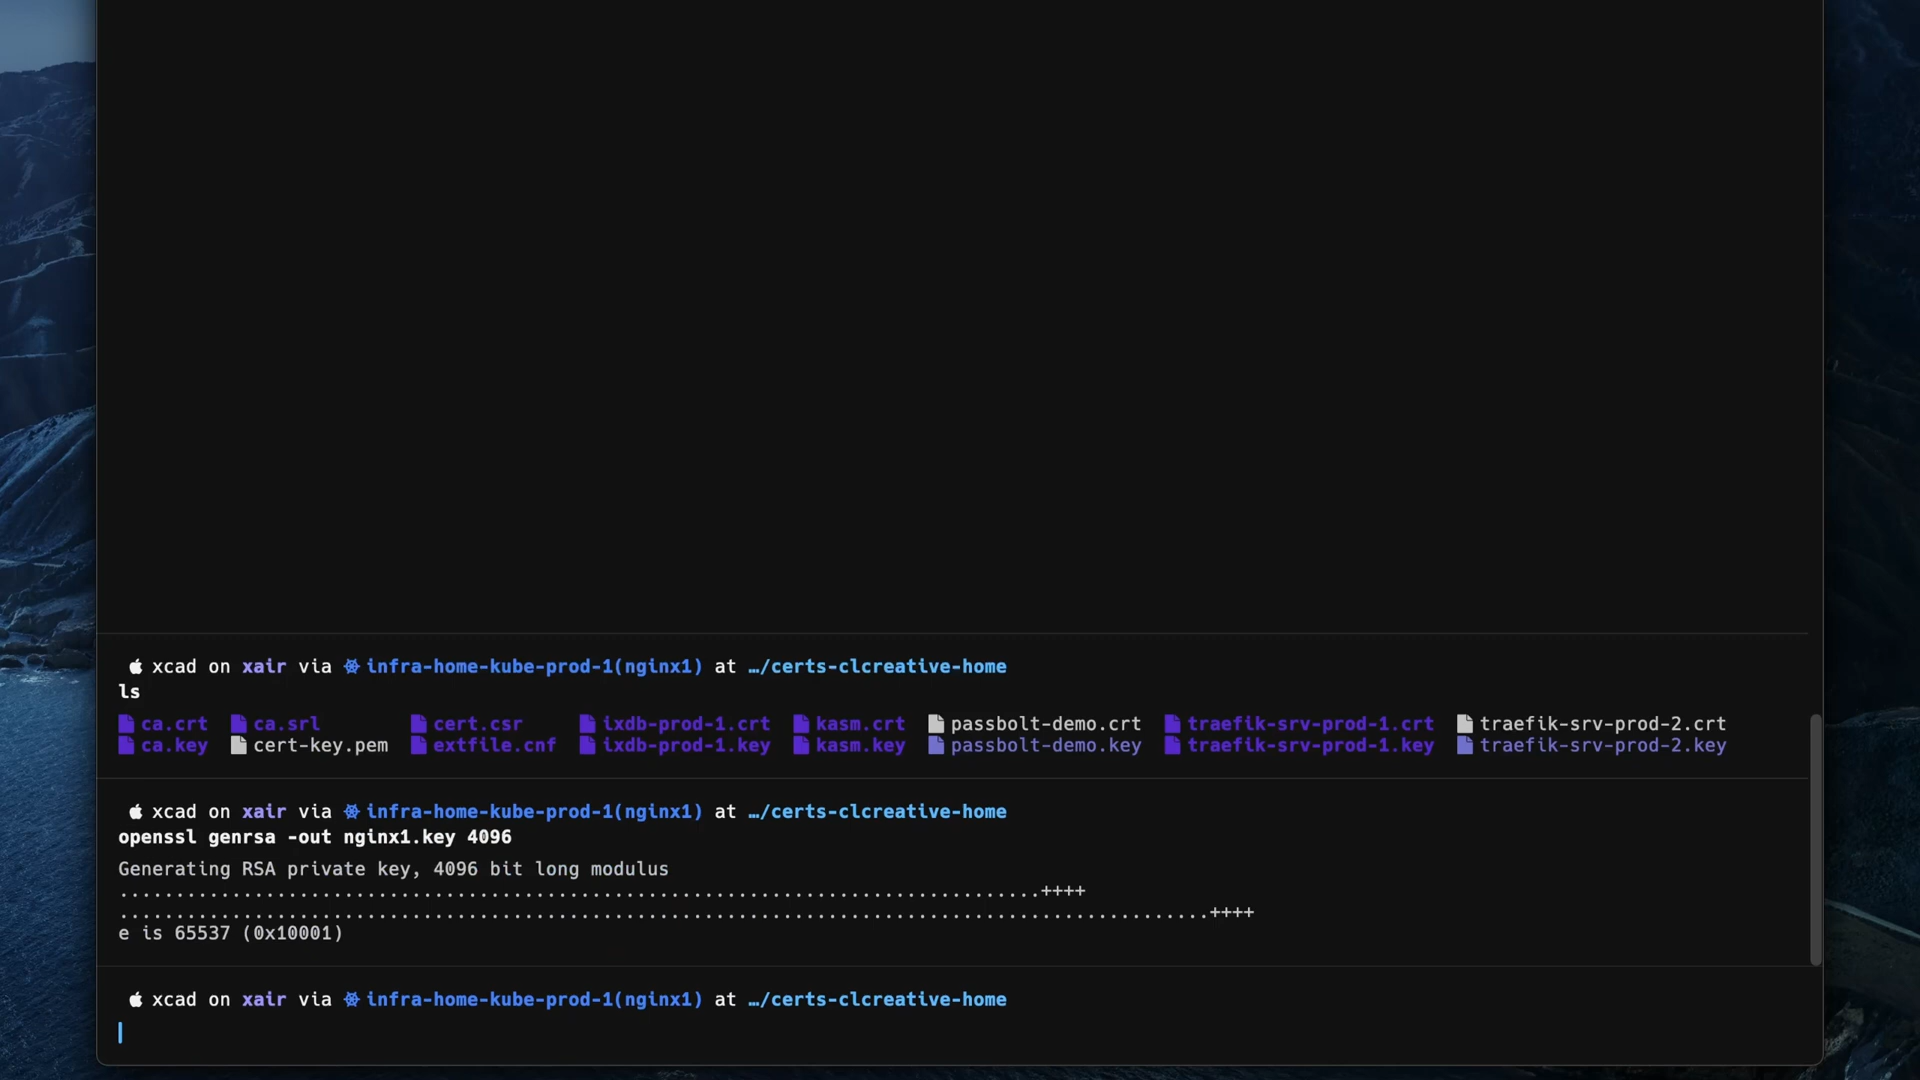 xcad on xair via infra-home-kube-prod-1(nginx1) at …/certs-clcreative-home
ls
ca.crt ca.srl cert.csr ixdb-prod-1.crt kasm.crt passbolt-demo.crt traefik-srv-prod-1.crt traefik-srv-prod-2.crt
ca.key cert-key.pem extfile.cnf ixdb-prod-1.key kasm.key passbolt-demo.key traefik-srv-prod-1.key traefik-srv-prod-2.key
xcad on xair via infra-home-kube-prod-1(nginx1) at …/certs-clcreative-home
openssl genrsa -out nginx1.key 4096
Generating RSA private key, 4096 bit long modulus
..................................................................................++++
.................................................................................................++++
e is 65537 (0x10001)
xcad on xair via infra-home-kube-prod-1(nginx1) at …/certs-clcreative-home